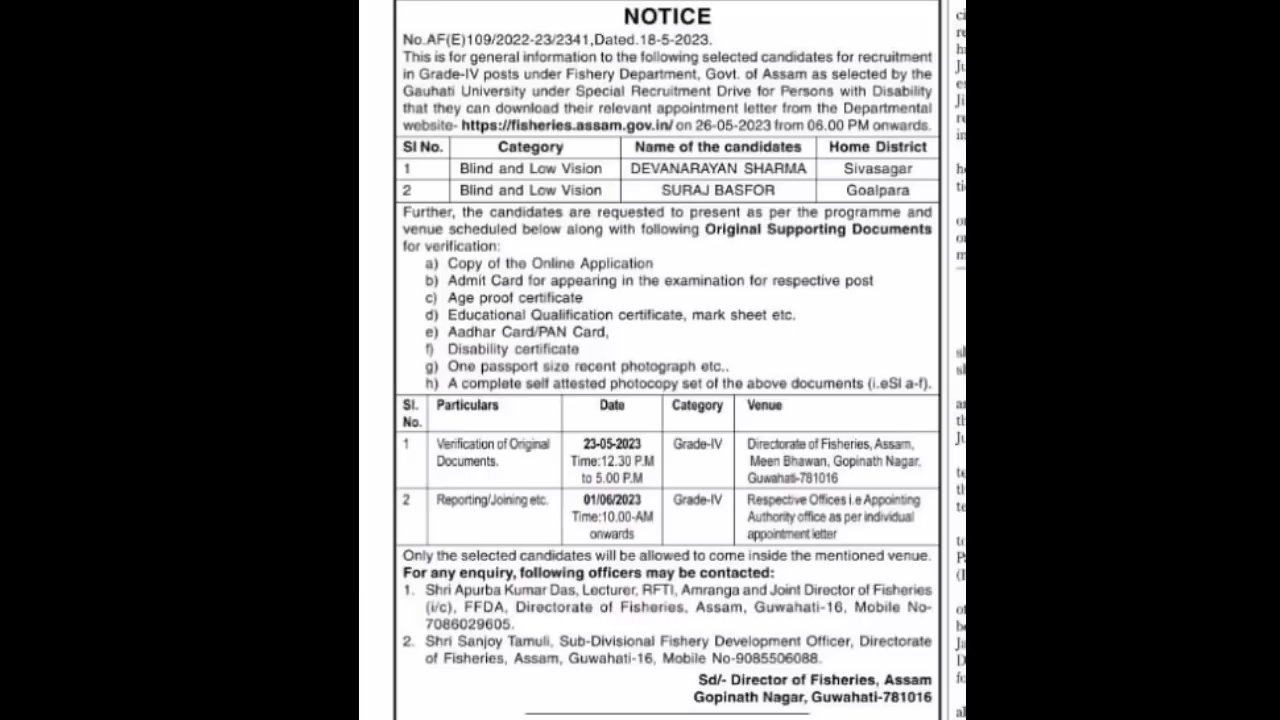 NOTICE
No.AF(E)109/2022-23/2341,Dated.18-5-2023.
This is for general information to the following selected candidates for recruitment
in Grade-IV posts under Fishery Department, Govt. of Assam as selected by the
Gauhati University under Special Recruitment Drive for Persons with Disability
that they can download their relevant appointment letter from the Departmental
website- https://fisheries.assam.gov.in/ on 26-05-2023 from 06.00 PM onwards.
Sl No. Category Name of the candidates Home District
1 Blind and Low Vision DEVANARAYAN SHARMA Sivasagar
2 Blind and Low Vision SURAJ BASFOR Goalpara
Further, the candidates are requested to present as per the programme and
venue scheduled below along with following Original Supporting Documents
for verification:
a) Copy of the Online Application
b) Admit Card for appearing in the examination for respective post
c) Age proof certificate
d) Educational Qualification certificate, mark sheet etc.
e) Aadhar Card/PAN Card,
f) Disability certificate
g) One passport size recent photograph etc..
h) A complete self attested photocopy set of the above documents (i.eSl a-f).
Sl. No. Particulars Date Category Venue
1 Verification of Original Documents. 23-05-2023 Time:12.30 P.M to 5.00 P.M Grade-IV Directorate of Fisheries, Assam, Meen Bhawan, Gopinath Nagar, Guwahati-781016
2 Reporting/Joining etc. 01/06/2023 Time:10.00-AM onwards Grade-IV Respective Offices i.e Appointing Authority office as per individual appointment letter
Only the selected candidates will be allowed to come inside the mentioned venue.
For any enquiry, following officers may be contacted:
1. Shri Apurba Kumar Das, Lecturer, RFTI, Amranga and Joint Director of Fisheries
(i/c), FFDA, Directorate of Fisheries, Assam, Guwahati-16, Mobile No-
7086029605.
2. Shri Sanjoy Tamuli, Sub-Divisional Fishery Development Officer, Directorate
of Fisheries, Assam, Guwahati-16, Mobile No-9085506088.
Sd/- Director of Fisheries, Assam
Gopinath Nagar, Guwahati-781016